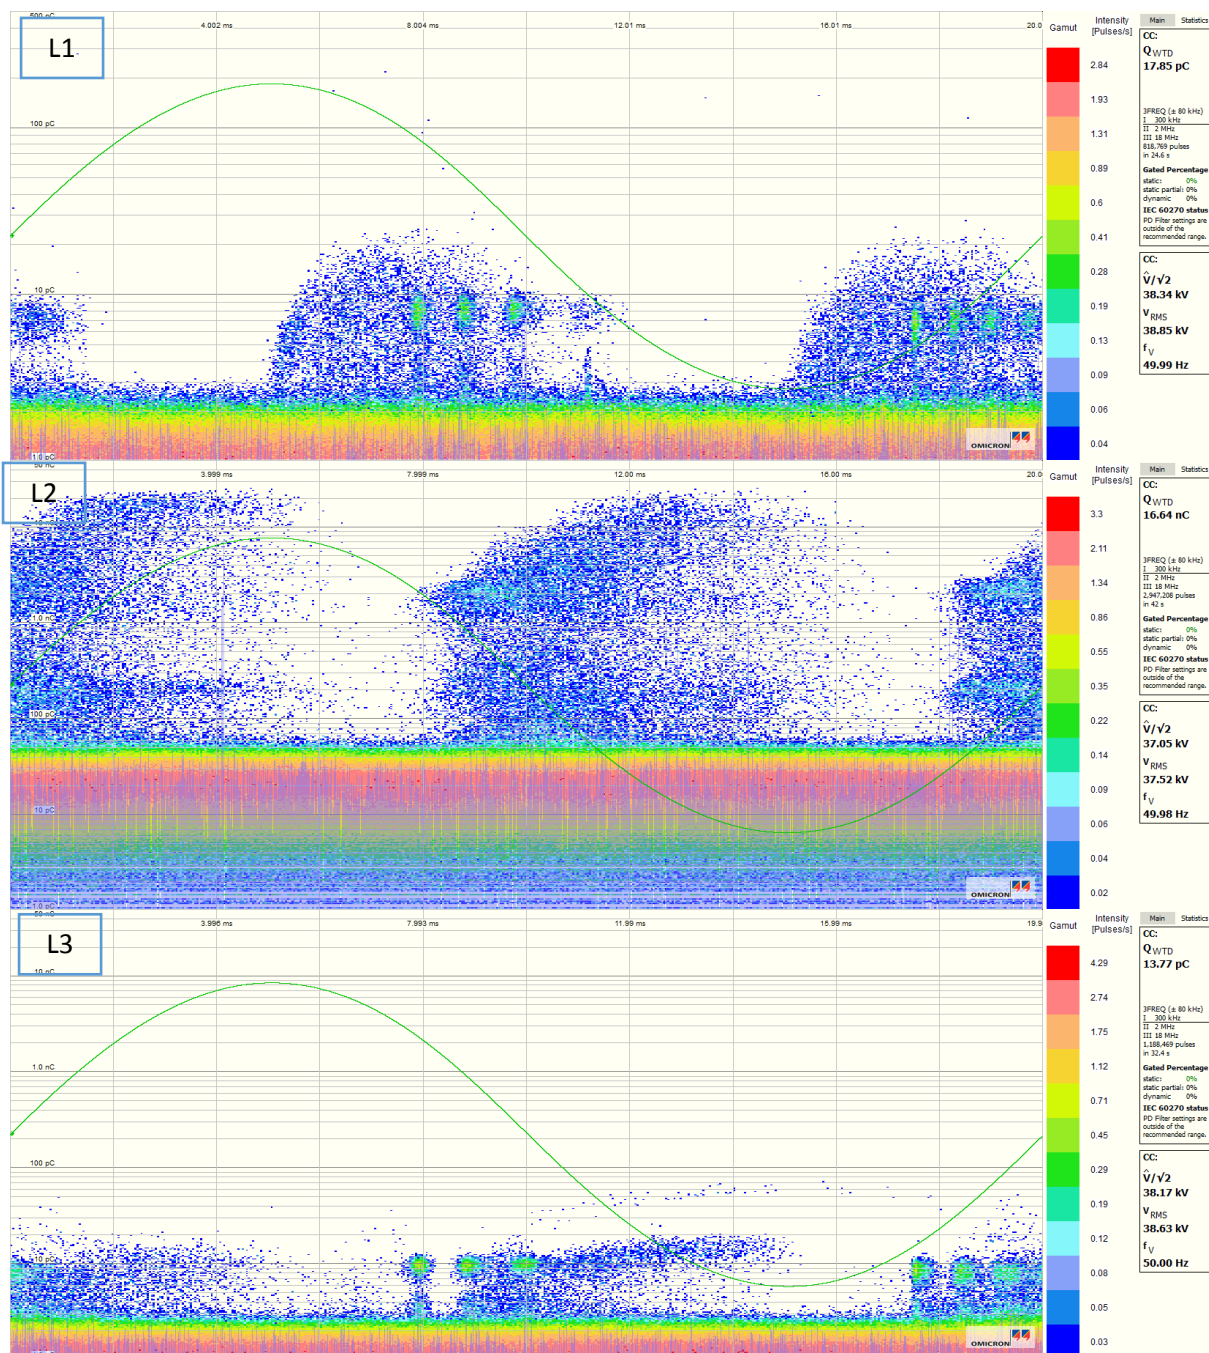 L1
500 pC
4.002 ms
8.004 ms
12.01 ms
16.01 ms
20.0
100 pC
10 pC
1.0 pC
OMICRON
Gamut
Intensity
[Pulses/s]
2.84
1.93
1.31
0.89
0.6
0.41
0.28
0.19
0.13
0.09
0.06
0.04
Main Statistics
CC:
QWTD
17.85 pC
3FREQ (± 80 kHz)
I 300 kHz
II 2 MHz
III 18 MHz
818,769 pulses
in 24.6 s
Gated Percentage
static: 0%
static partial: 0%
dynamic 0%
IEC 60270 status
PD Filter settings are
outside of the
recommended range.
CC:
V̂/√2
38.34 kV
VRMS
38.85 kV
fV
49.99 Hz
L2
50 nC
3.999 ms
7.999 ms
12.00 ms
16.00 ms
20.0
1.0 nC
100 pC
10 pC
1.0 pC
OMICRON
Gamut
Intensity
[Pulses/s]
3.3
2.11
1.34
0.86
0.55
0.35
0.22
0.14
0.09
0.06
0.04
0.02
Main Statistics
CC:
QWTD
16.64 nC
3FREQ (± 80 kHz)
I 300 kHz
II 2 MHz
III 18 MHz
2,947,208 pulses
in 42 s
Gated Percentage
static: 0%
static partial: 0%
dynamic 0%
IEC 60270 status
PD Filter settings are
outside of the
recommended range.
CC:
V̂/√2
37.05 kV
VRMS
37.52 kV
fV
49.98 Hz
L3
50 nC
3.996 ms
7.993 ms
11.99 ms
15.99 ms
19.9
10 nC
1.0 nC
100 pC
10 pC
OMICRON
Gamut
Intensity
[Pulses/s]
4.29
2.74
1.75
1.12
0.71
0.45
0.29
0.19
0.12
0.08
0.05
0.03
Main Statistics
CC:
QWTD
13.77 pC
3FREQ (± 80 kHz)
I 300 kHz
II 2 MHz
III 18 MHz
1,188,469 pulses
in 32.4 s
Gated Percentage
static: 0%
static partial: 0%
dynamic 0%
IEC 60270 status
PD Filter settings are
outside of the
recommended range.
CC:
V̂/√2
38.17 kV
VRMS
38.63 kV
fV
50.00 Hz